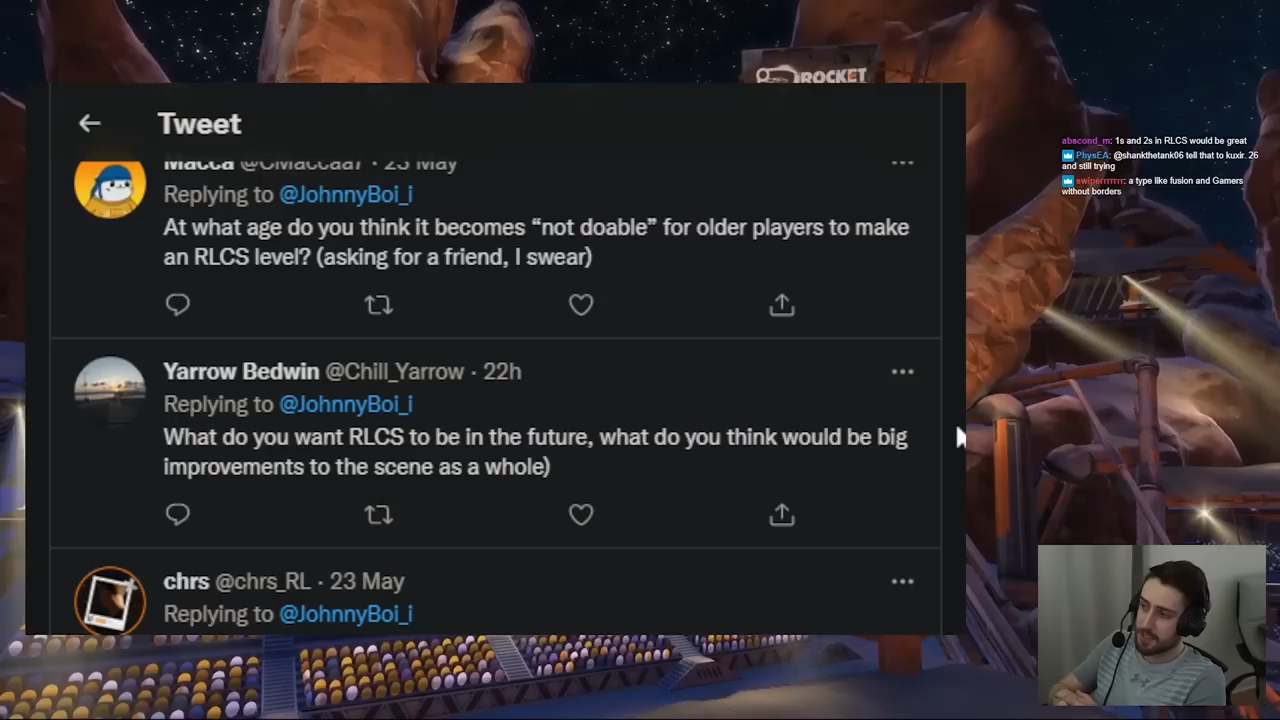 ROCKET
Tweet
Macca @CMaccaa7 · 23 May
Replying to @JohnnyBoi_i
At what age do you think it becomes “not doable” for older players to make
an RLCS level? (asking for a friend, I swear)
Yarrow Bedwin @Chill_Yarrow · 22h
Replying to @JohnnyBoi_i
What do you want RLCS to be in the future, what do you think would be big
improvements to the scene as a whole)
chrs @chrs_RL · 23 May
Replying to @JohnnyBoi_i
abscond_m: 1s and 2s in RLCS would be great
PhysEA: @shankthetank06 tell that to kuxir. 26
and still trying
swiperrrrrrr: a type like fusion and Gamers
without borders